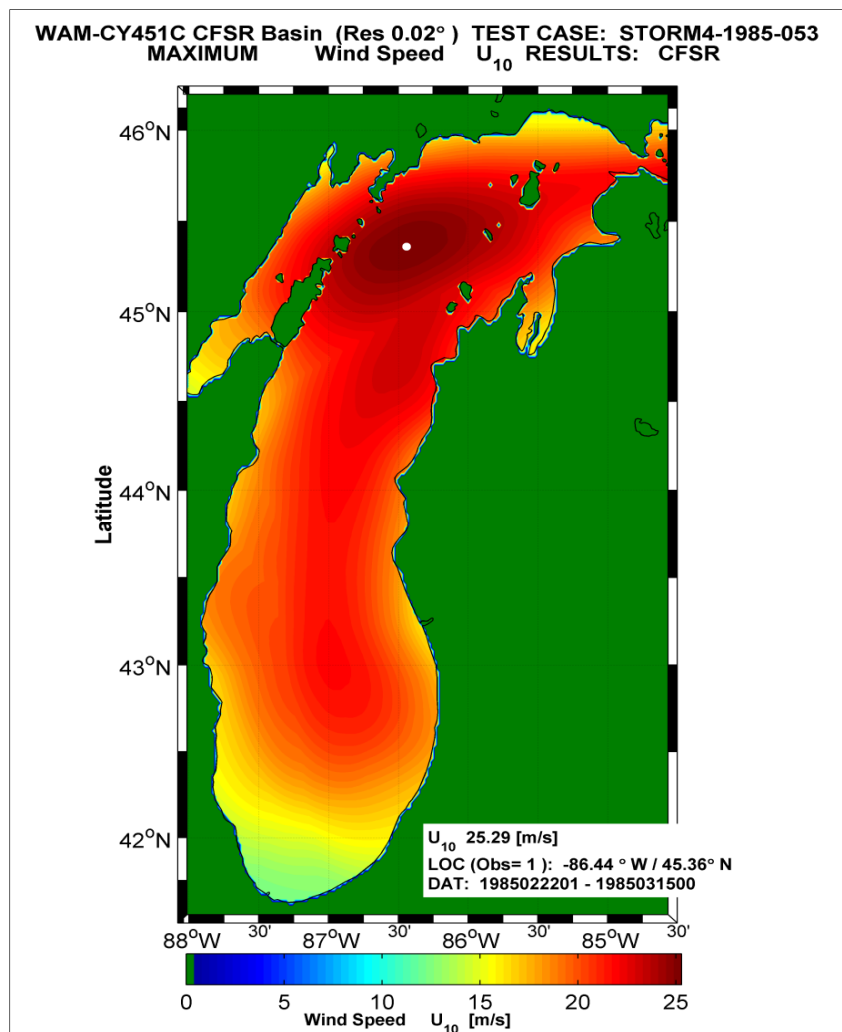 WAM-CY451C CFSR Basin (Res 0.02° ) TEST CASE: STORM4-1985-053
MAXIMUM Wind Speed U10 RESULTS: CFSR
46°N
45°N
44°N
43°N
42°N
Latitude
U10 25.29 [m/s]
LOC (Obs= 1 ): -86.44 ° W / 45.36° N
DAT: 1985022201 - 1985031500
88°W 30' 87°W 30' 86°W 30' 85°W 30'
0 5 10 15 20 25
Wind Speed U10 [m/s]